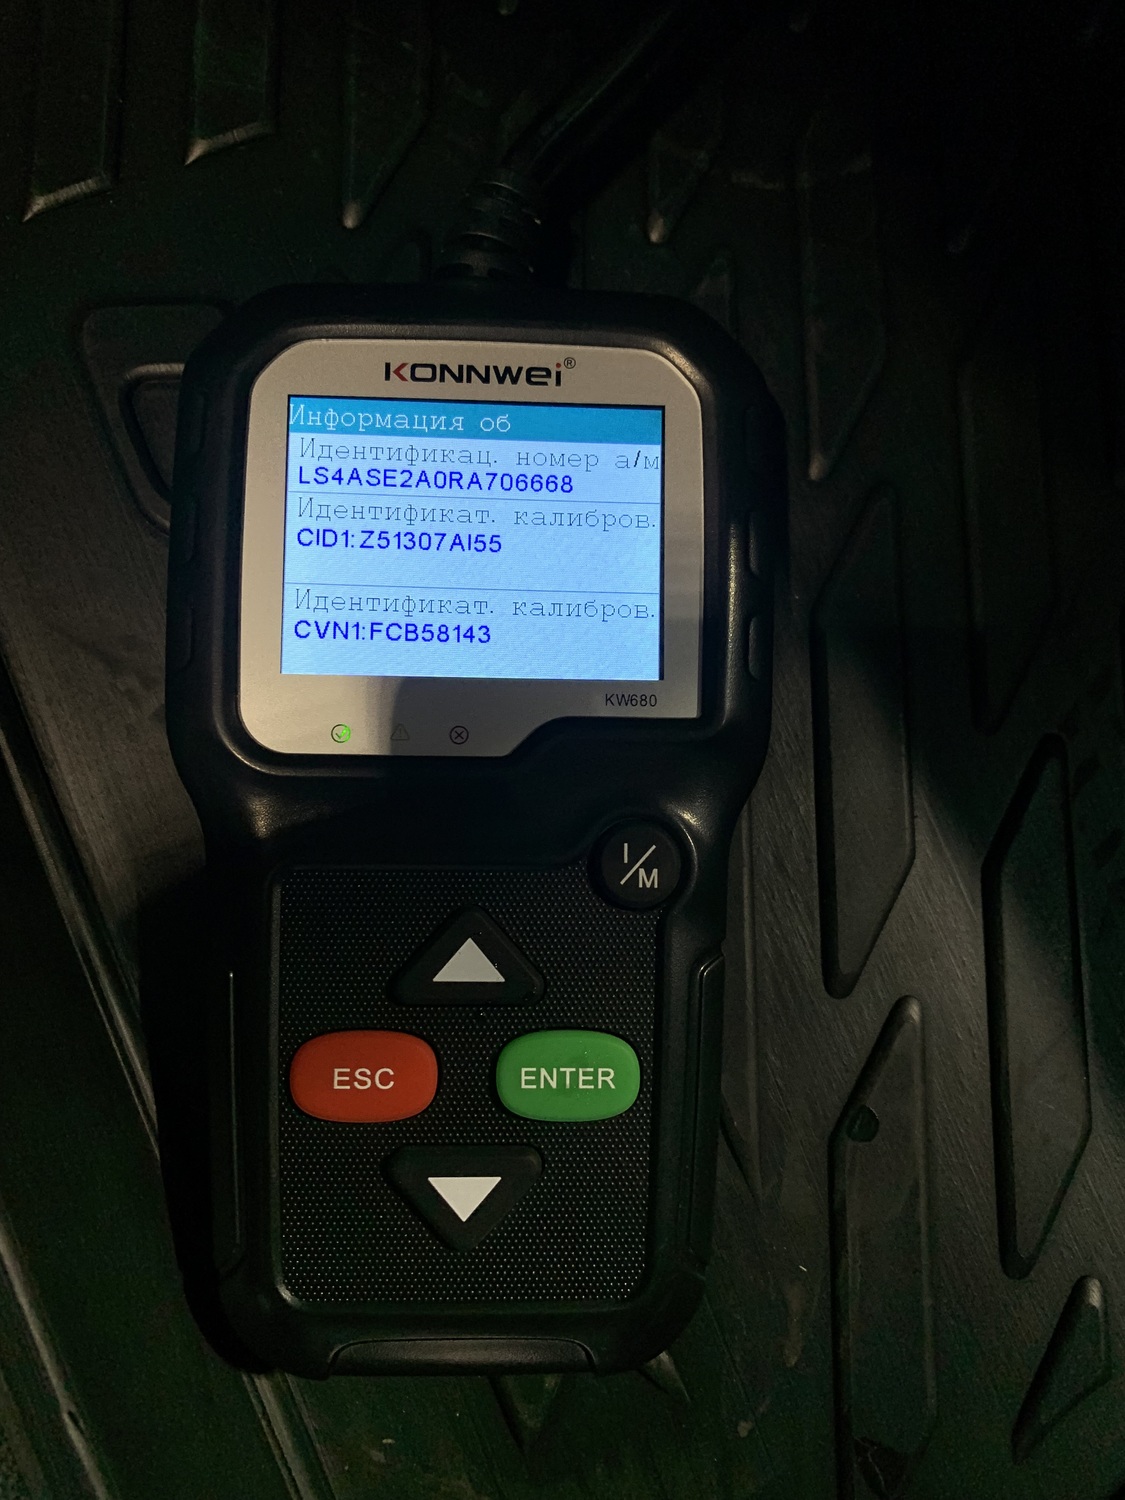 KONNWEI®
Информация об
Идентификац. номер а/м
LS4ASE2A0RA706668
Идентификат. калибров.
CID1:Z51307AI55
Идентификат. калибров.
CVN1:FCB58143
KW680
I/M
ESC
ENTER